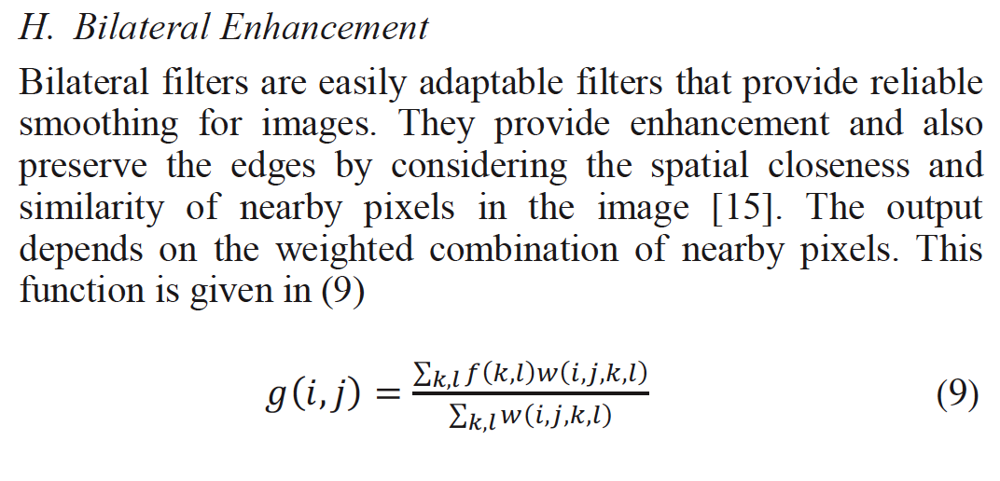 H. Bilateral Enhancement
Bilateral filters are easily adaptable filters that provide reliable
smoothing for images. They provide enhancement and also
preserve the edges by considering the spatial closeness and
similarity of nearby pixels in the image [15]. The output
depends on the weighted combination of nearby pixels. This
function is given in (9)
g(i,j) = \frac{\sum_{k,l} f(k,l)w(i,j,k,l)}{\sum_{k,l} w(i,j,k,l)} (9)